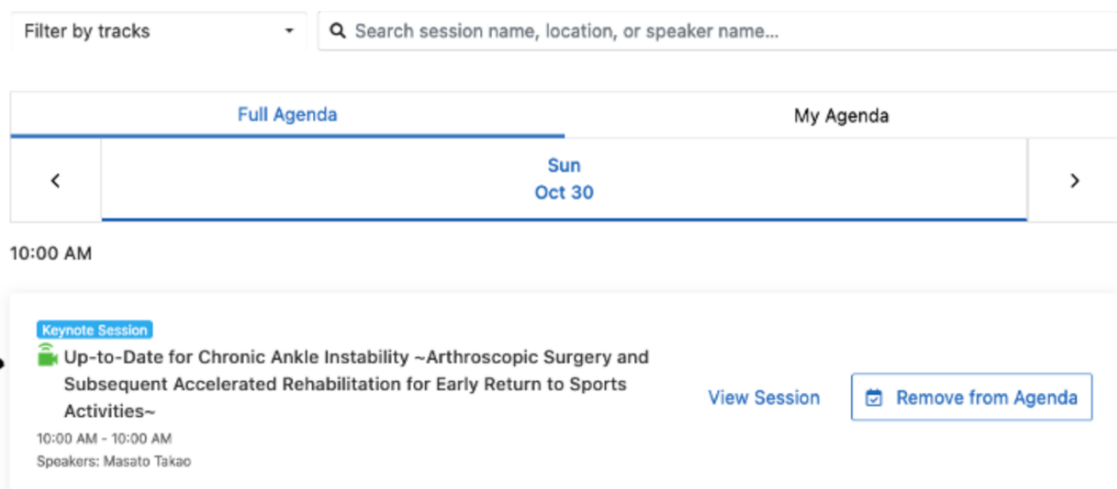 Filter by tracks
Search session name, location, or speaker name...
Full Agenda
My Agenda
Sun
Oct 30
10:00 AM
Keynote Session
Up-to-Date for Chronic Ankle Instability ~Arthroscopic Surgery and
Subsequent Accelerated Rehabilitation for Early Return to Sports
Activities~
10:00 AM - 10:00 AM
Speakers: Masato Takao
View Session
Remove from Agenda